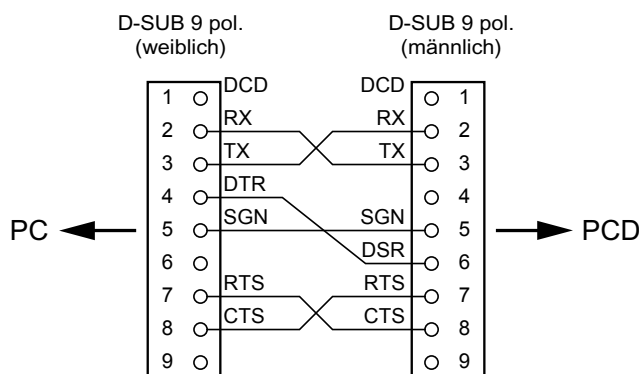 D-SUB 9 pol. D-SUB 9 pol.
(weiblich) (männlich)
DCD DCD
1 1
RX RX
2 2
TX TX
3 3
DTR
4 4
PC SGN SGN PCD
5 5
DSR
6 6
RTS RTS
7 7
CTS CTS
8 8
9 9